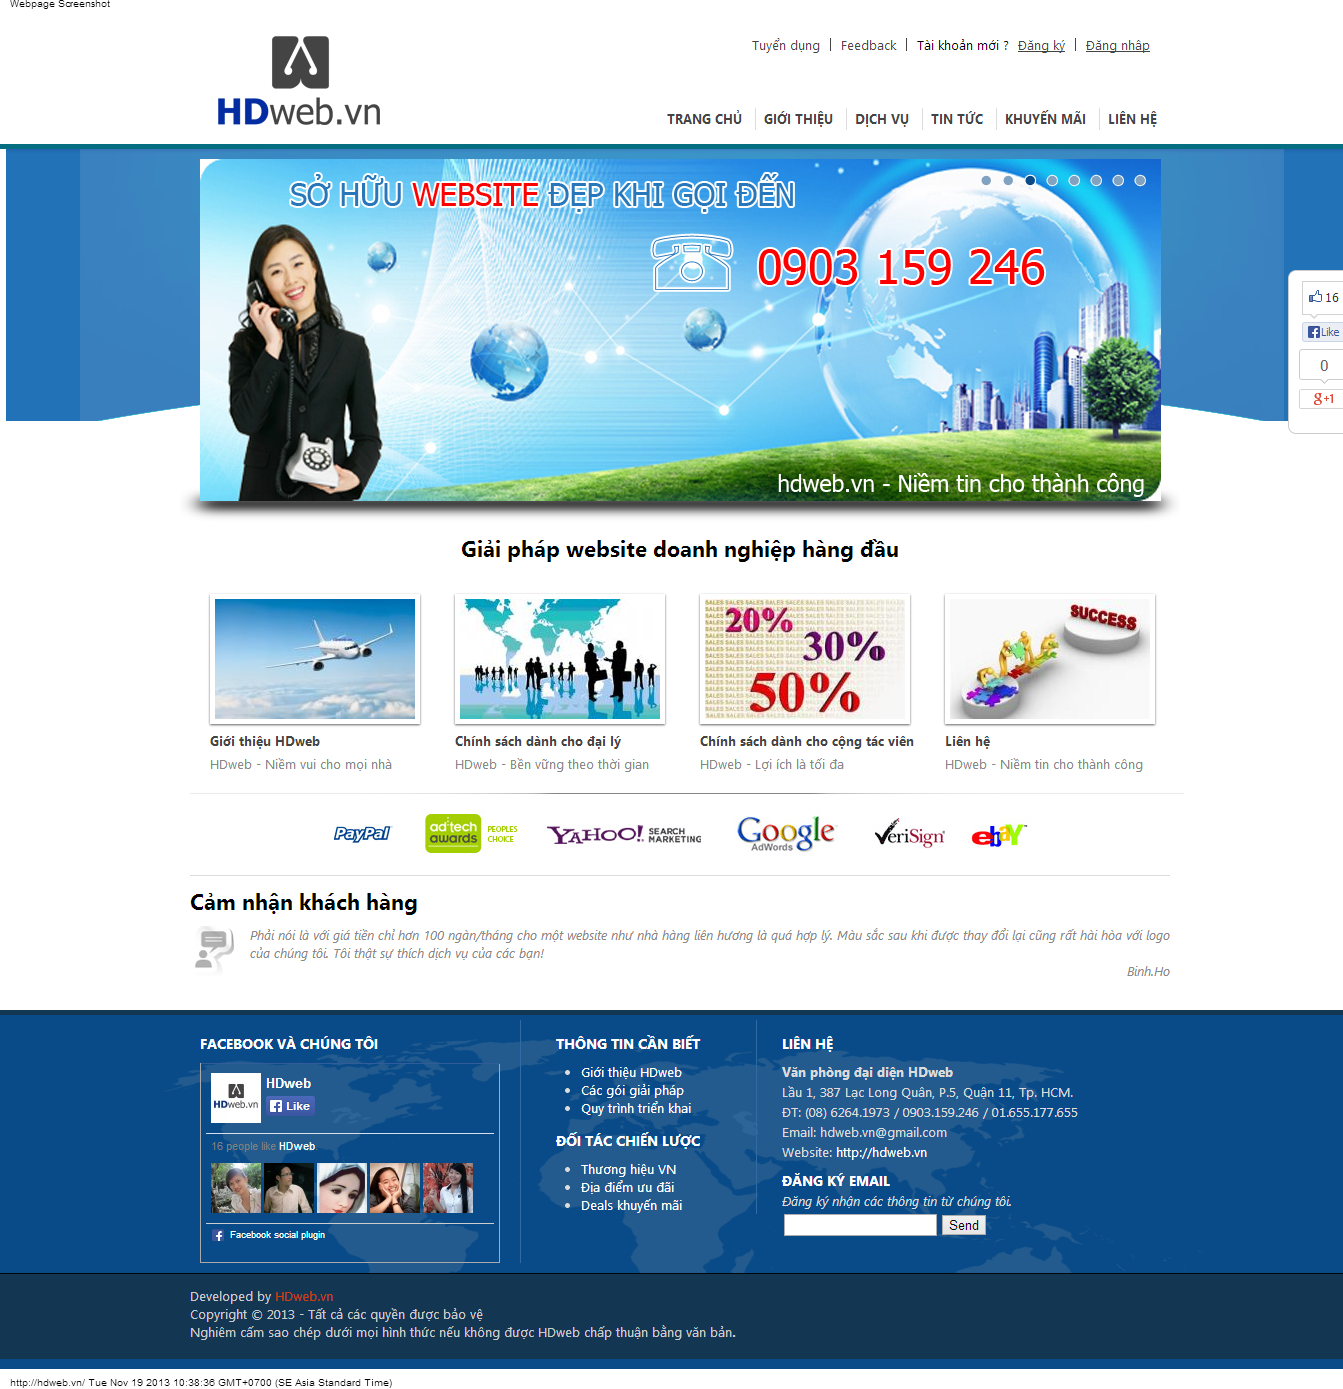 Webpage Screenshot
HDweb.vn
Tuyển dụng | Feedback | Tài khoản mới ? Đăng ký | Đăng nhâp
TRANG CHỦ
GIỚI THIỆU
DỊCH VỤ
TIN TỨC
KHUYẾN MÃI
LIÊN HỆ
SỞ HỮU WEBSITE ĐẸP KHI GỌI ĐẾN
0903 159 246
hdweb.vn - Niềm tin cho thành công
16
Like
0
g+1
Giải pháp website doanh nghiệp hàng đầu
20%
30%
50%
SUCCESS
Giới thiệu HDweb
HDweb - Niềm vui cho mọi nhà
Chính sách dành cho đại lý
HDweb - Bền vững theo thời gian
Chính sách dành cho cộng tác viên
HDweb - Lợi ích là tối đa
Liên hệ
HDweb - Niềm tin cho thành công
PayPal
ad:tech awards PEOPLES CHOICE
YAHOO! SEARCH MARKETING
Google AdWords
VeriSign
ebaY
Cảm nhận khách hàng
Phải nói là với giá tiền chỉ hơn 100 ngàn/tháng cho một website như nhà hàng liên hương là quá hợp lý. Màu sắc sau khi được thay đổi lại cũng rất hài hòa với logo
của chúng tôi. Tôi thật sự thích dịch vụ của các bạn!
Binh.Ho
FACEBOOK VÀ CHÚNG TÔI
HDweb.vn
HDweb
Like
16 people like HDweb
Facebook social plugin
THÔNG TIN CẦN BIẾT
Giới thiệu HDweb
Các gói giải pháp
Quy trình triển khai
ĐỐI TÁC CHIẾN LƯỢC
Thương hiệu VN
Địa điểm ưu đãi
Deals khuyến mãi
LIÊN HỆ
Văn phòng đại diện HDweb
Lầu 1, 387 Lạc Long Quân, P.5, Quận 11, Tp. HCM.
ĐT: (08) 6264.1973 / 0903.159.246 / 01.655.177.655
Email: hdweb.vn@gmail.com
Website: http://hdweb.vn
ĐĂNG KÝ EMAIL
Đăng ký nhận các thông tin từ chúng tôi.
Send
Developed by HDweb.vn
Copyright © 2013 - Tất cả các quyền được bảo vệ
Nghiêm cấm sao chép dưới mọi hình thức nếu không được HDweb chấp thuận bằng văn bản.
http://hdweb.vn/ Tue Nov 19 2013 10:38:36 GMT+0700 (SE Asia Standard Time)